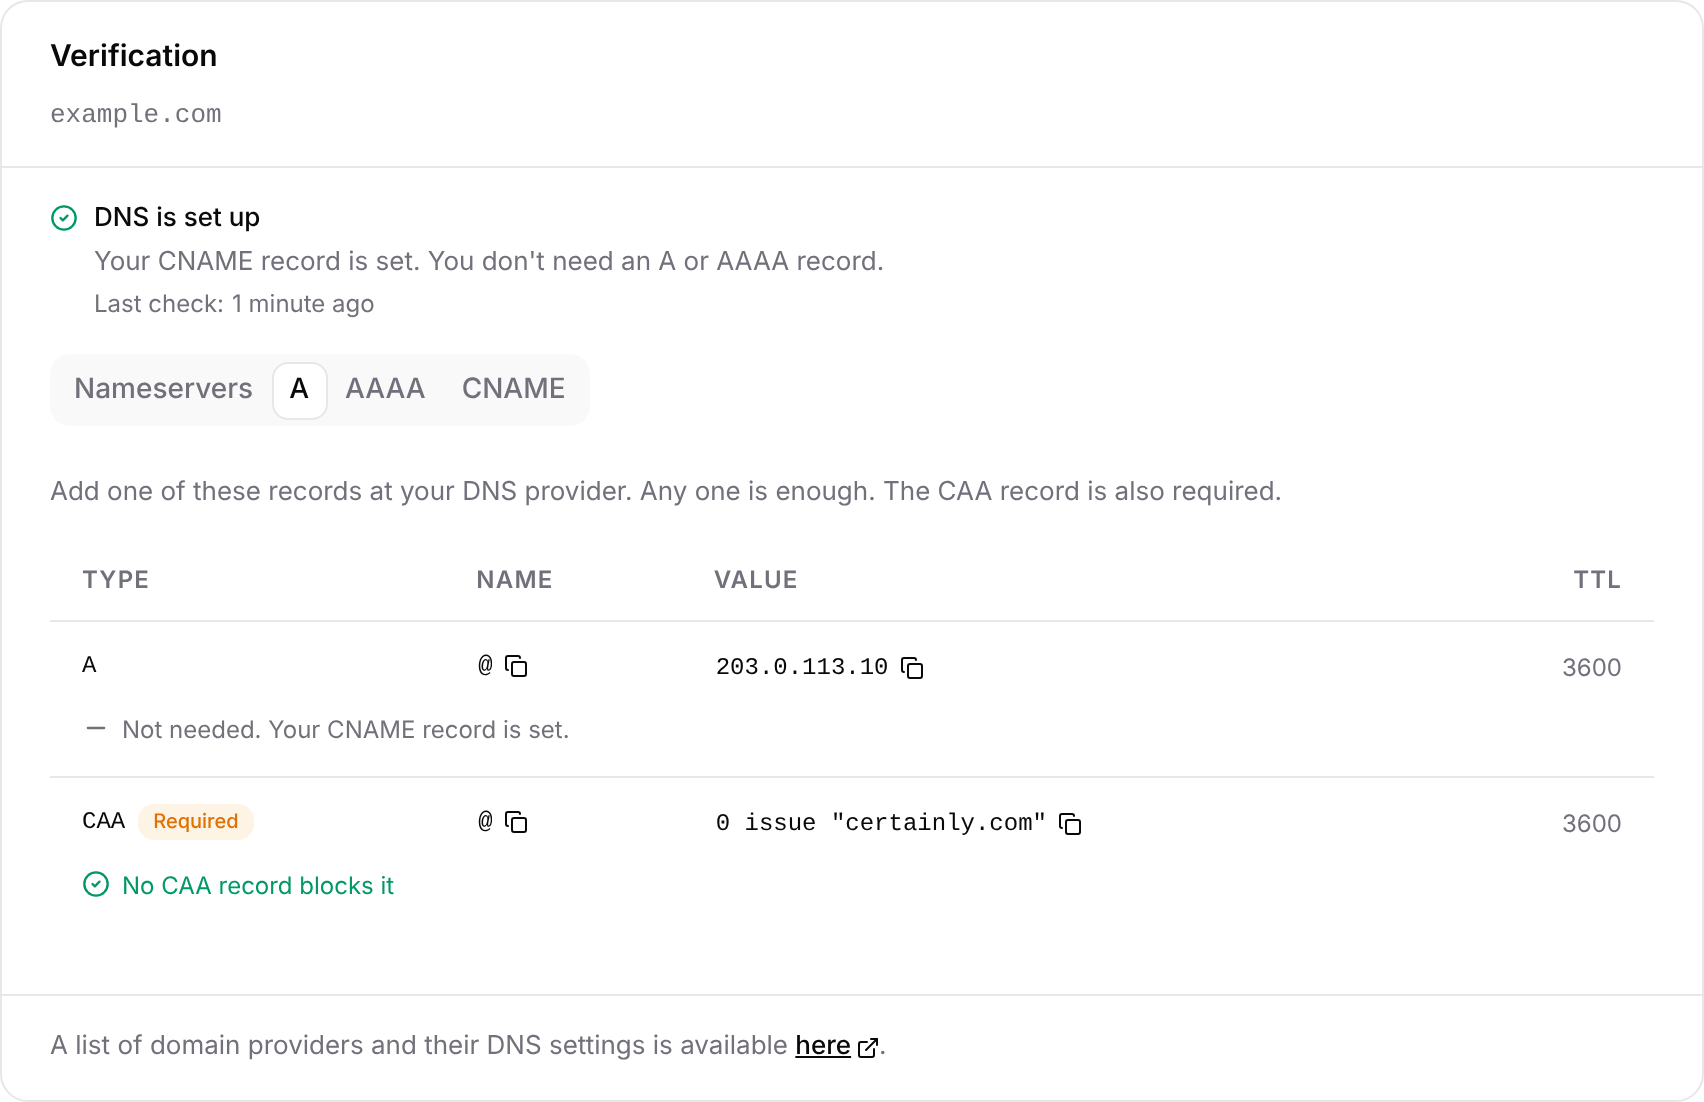 Verification
example.com
DNS is set up
Your CNAME record is set. You don't need an A or AAAA record.
Last check: 1 minute ago
Nameservers A AAAA CNAME
Add one of these records at your DNS provider. Any one is enough. The CAA record is also required.
TYPE NAME VALUE TTL
A @ 203.0.113.10 3600
Not needed. Your CNAME record is set.
CAA Required @ 0 issue "certainly.com" 3600
No CAA record blocks it
A list of domain providers and their DNS settings is available here.